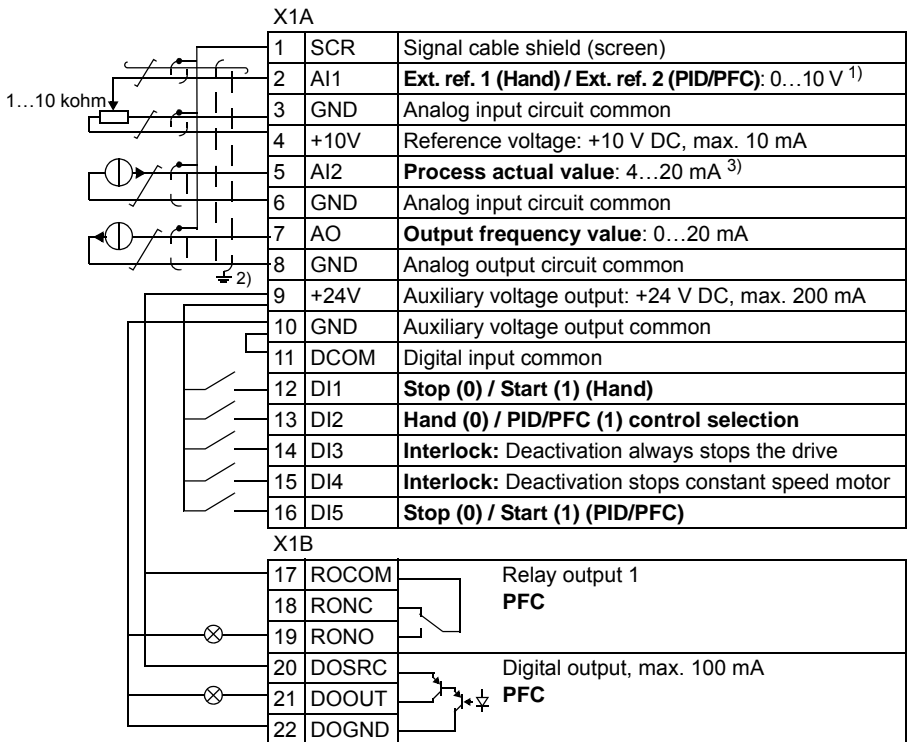 X1A
1 SCR Signal cable shield (screen)
2 AI1 Ext. ref. 1 (Hand) / Ext. ref. 2 (PID/PFC): 0…10 V 1)
1…10 kohm
3 GND Analog input circuit common
4 +10V Reference voltage: +10 V DC, max. 10 mA
5 AI2 Process actual value: 4…20 mA 3)
6 GND Analog input circuit common
7 AO Output frequency value: 0…20 mA
8 GND Analog output circuit common
2)
9 +24V Auxiliary voltage output: +24 V DC, max. 200 mA
10 GND Auxiliary voltage output common
11 DCOM Digital input common
12 DI1 Stop (0) / Start (1) (Hand)
13 DI2 Hand (0) / PID/PFC (1) control selection
14 DI3 Interlock: Deactivation always stops the drive
15 DI4 Interlock: Deactivation stops constant speed motor
16 DI5 Stop (0) / Start (1) (PID/PFC)
X1B
17 ROCOM Relay output 1
18 RONC PFC
19 RONO
20 DOSRC Digital output, max. 100 mA
21 DOOUT PFC
22 DOGND